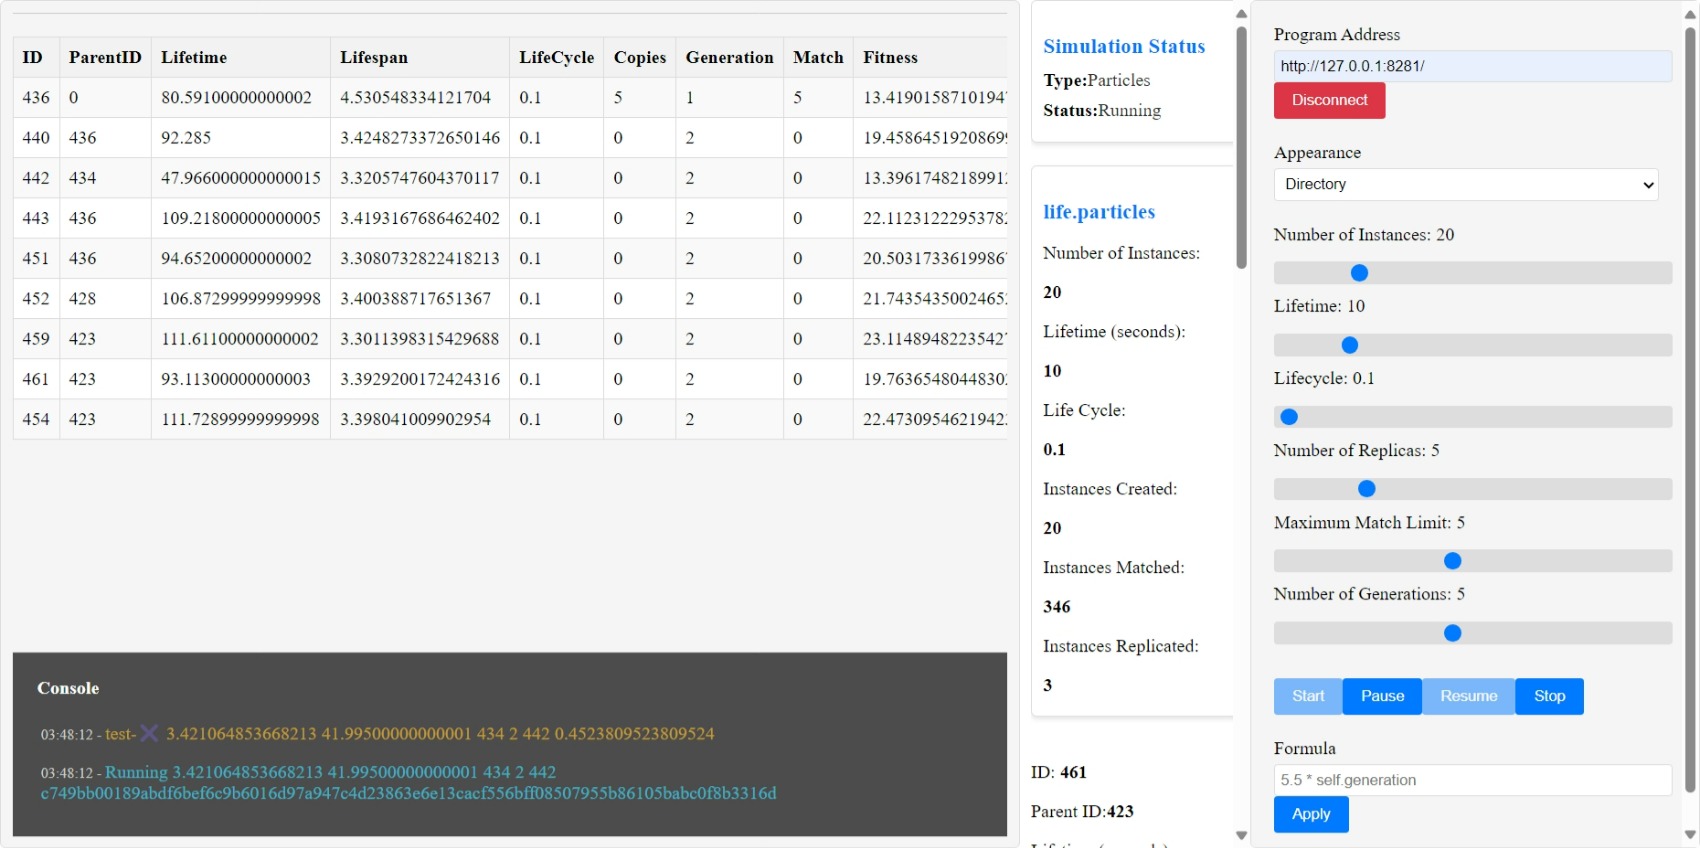 ID ParentID Lifetime Lifespan LifeCycle Copies Generation Match Fitness
436 0 80.59100000000002 4.530548334121704 0.1 5 1 5 13.4190158710194
440 436 92.285 3.4248273372650146 0.1 0 2 0 19.4586451920869
442 434 47.966000000000015 3.3205747604370117 0.1 0 2 0 13.3961748218991
443 436 109.21800000000005 3.4193167686462402 0.1 0 2 0 22.1123122295378
451 436 94.65200000000002 3.3080732822418213 0.1 0 2 0 20.5031733619986
452 428 106.87299999999998 3.400388717651367 0.1 0 2 0 21.7435435002465
459 423 111.61100000000002 3.3011398315429688 0.1 0 2 0 23.1148948223542
461 423 93.11300000000003 3.3929200172424316 0.1 0 2 0 19.7636548044830
454 423 111.72899999999998 3.398041009902954 0.1 0 2 0 22.4730954621942
Console
03:48:12 - test-❌ 3.421064853668213 41.99500000000001 434 2 442 0.4523809523809524
03:48:12 - Running 3.421064853668213 41.99500000000001 434 2 442
c749bb00189abdf6bef6c9b6016d97a947c4d23863e6e13cacf556bff08507955b86105babc0f8b3316d
Simulation Status
Type:Particles
Status:Running
life.particles
Number of Instances:
20
Lifetime (seconds):
10
Life Cycle:
0.1
Instances Created:
20
Instances Matched:
346
Instances Replicated:
3
ID: 461
Parent ID:423
Program Address
http://127.0.0.1:8281/
Disconnect
Appearance
Directory
Number of Instances: 20
Lifetime: 10
Lifecycle: 0.1
Number of Replicas: 5
Maximum Match Limit: 5
Number of Generations: 5
Start Pause Resume Stop
Formula
5.5 * self.generation
Apply